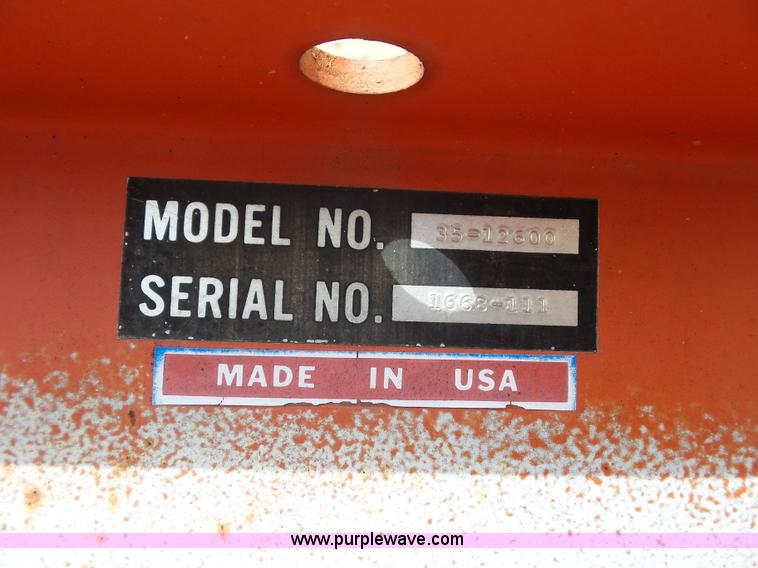 MODEL NO. 35-12600
SERIAL NO. 1668-111
MADE IN USA
www.purplewave.com